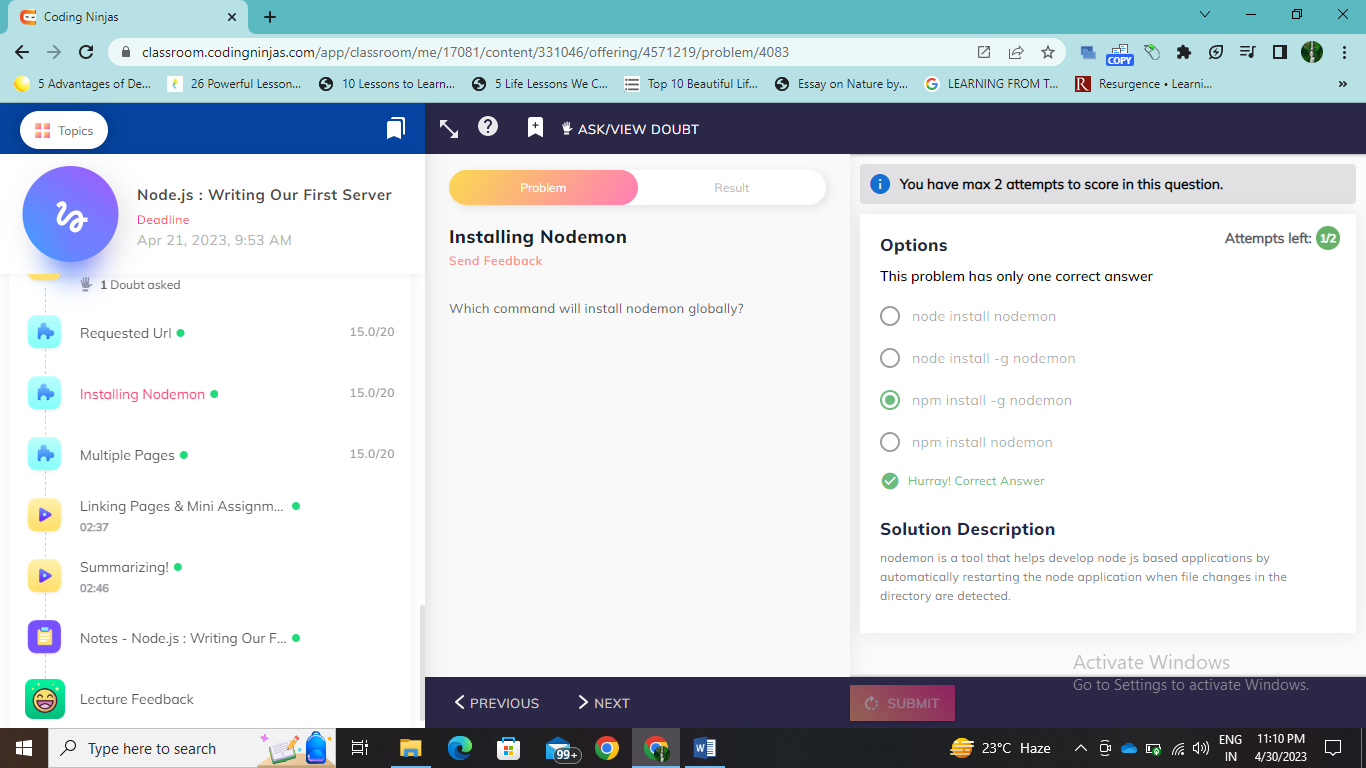 Coding Ninjas
classroom.codingninjas.com/app/classroom/me/17081/content/331046/offering/4571219/problem/4083
COPY
5 Advantages of De...
26 Powerful Lesson...
10 Lessons to Learn...
5 Life Lessons We C...
Top 10 Beautiful Lif...
Essay on Nature by...
LEARNING FROM T...
Resurgence • Learni...
Topics
ASK/VIEW DOUBT
Node.js : Writing Our First Server
Deadline
Apr 21, 2023, 9:53 AM
1 Doubt asked
Requested Url
15.0/20
Installing Nodemon
15.0/20
Multiple Pages
15.0/20
Linking Pages & Mini Assignm...
02:37
Summarizing!
02:46
Notes - Node.js : Writing Our F...
Lecture Feedback
Problem
Result
Installing Nodemon
Send Feedback
Which command will install nodemon globally?
PREVIOUS
NEXT
You have max 2 attempts to score in this question.
Options
Attempts left: 1/2
This problem has only one correct answer
node install nodemon
node install -g nodemon
npm install -g nodemon
npm install nodemon
Hurray! Correct Answer
Solution Description
nodemon is a tool that helps develop node js based applications by
automatically restarting the node application when file changes in the
directory are detected.
Activate Windows
Go to Settings to activate Windows.
SUBMIT
Type here to search
99+
23°C Haze
ENG
IN
11:10 PM
4/30/2023